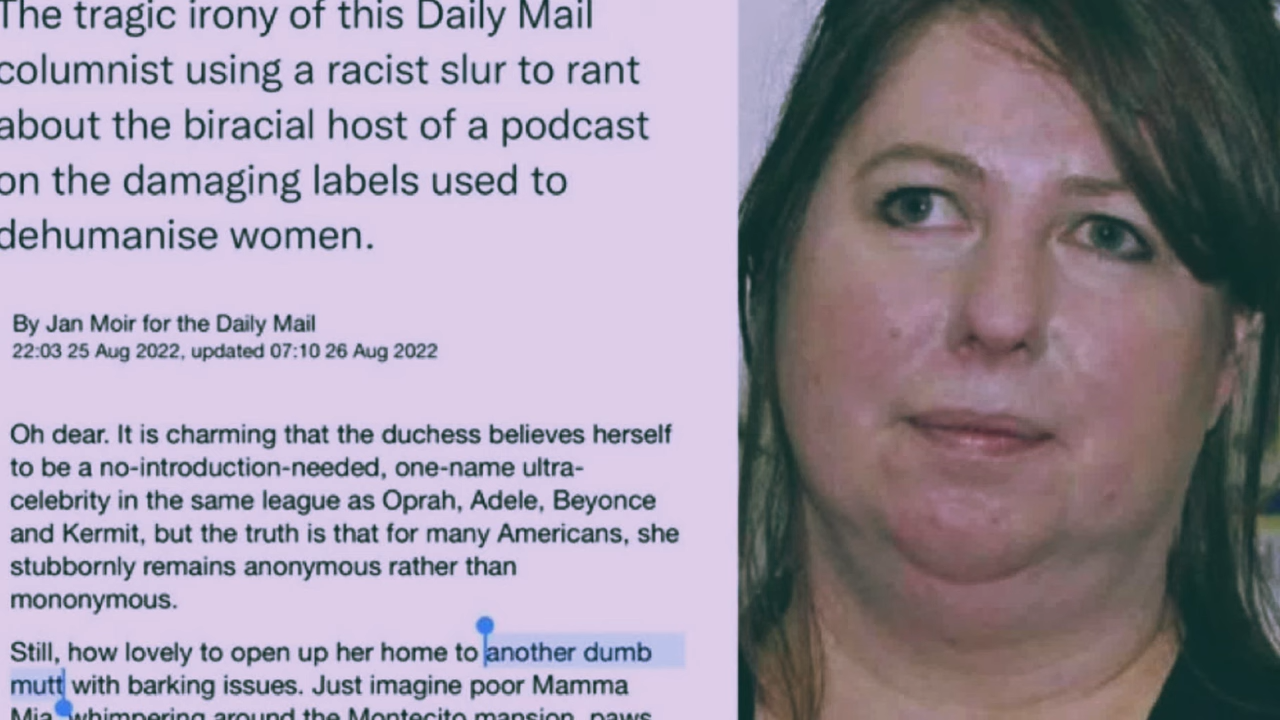 The tragic irony of this Daily Mail
columnist using a racist slur to rant
about the biracial host of a podcast
on the damaging labels used to
dehumanise women.
By Jan Moir for the Daily Mail
22:03 25 Aug 2022, updated 07:10 26 Aug 2022
Oh dear. It is charming that the duchess believes herself
to be a no-introduction-needed, one-name ultra-
celebrity in the same league as Oprah, Adele, Beyonce
and Kermit, but the truth is that for many Americans, she
stubbornly remains anonymous rather than
mononymous.
Still, how lovely to open up her home to another dumb
mutt with barking issues. Just imagine poor Mamma
Mia, whimpering around the Montecito mansion, paws